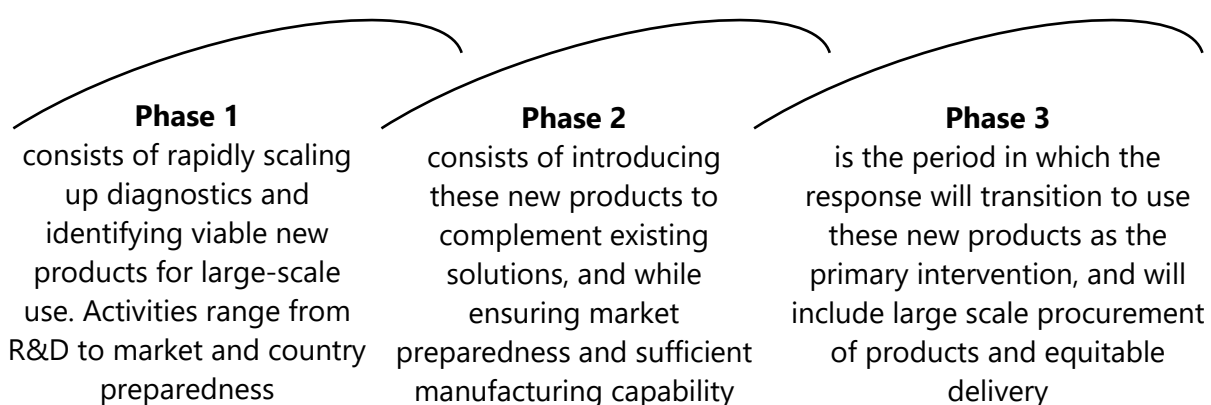 Phase 1
consists of rapidly scaling
up diagnostics and
identifying viable new
products for large-scale
use. Activities range from
R&D to market and country
preparedness
Phase 2
consists of introducing
these new products to
complement existing
solutions, and while
ensuring market
preparedness and sufficient
manufacturing capability
Phase 3
is the period in which the
response will transition to use
these new products as the
primary intervention, and will
include large scale procurement
of products and equitable
delivery